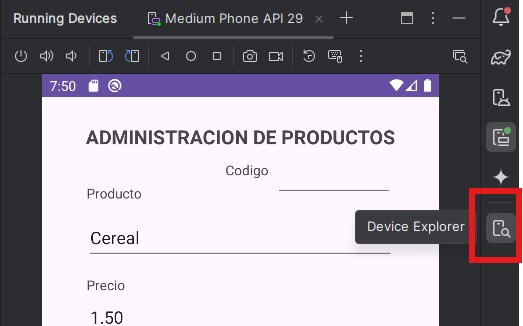 Running Devices
Medium Phone API 29
7:50
ADMINISTRACION DE PRODUCTOS
Codigo
Producto
Device Explorer
Cereal
Precio
1.50